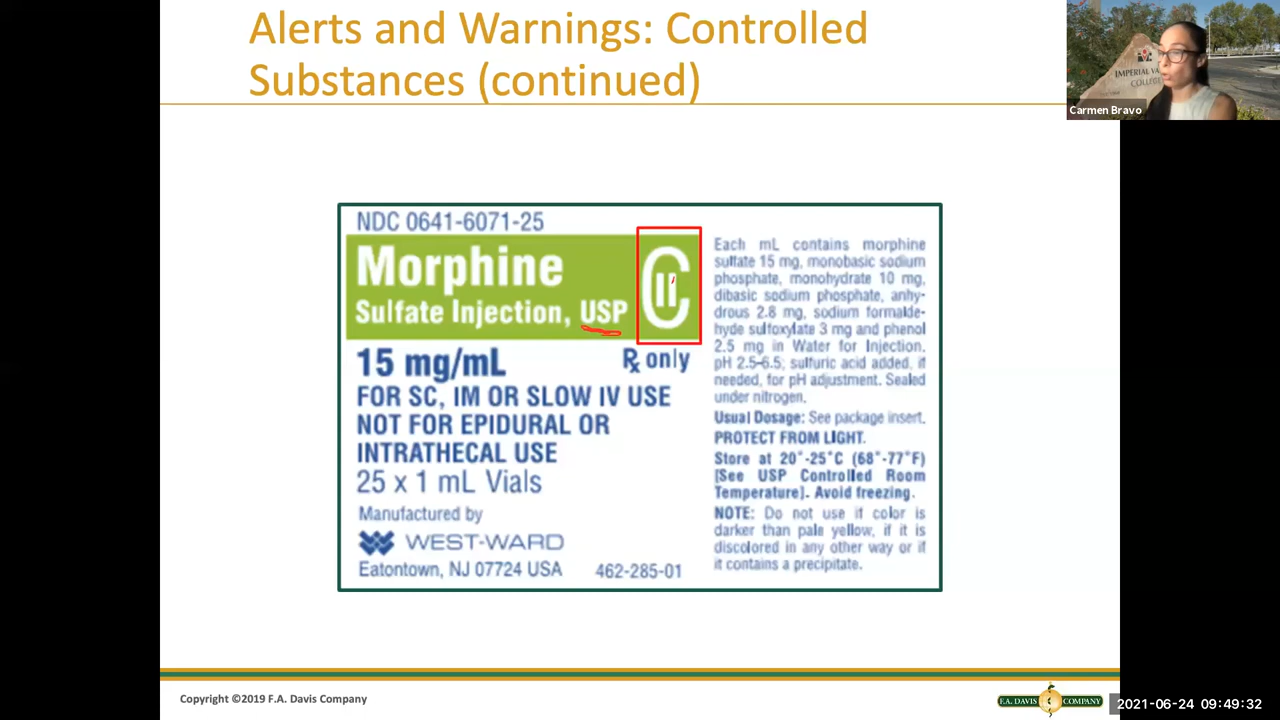 Alerts and Warnings: Controlled
Substances (continued)
IMPERIAL VA
COLLEGE
Carmen Bravo
NDC 0641-6071-25
Morphine
Sulfate Injection, USP
CII
15 mg/mL
Rx only
FOR SC, IM OR SLOW IV USE
NOT FOR EPIDURAL OR
INTRATHECAL USE
25 x 1 mL Vials
Manufactured by
WEST-WARD
Eatontown, NJ 07724 USA
462-285-01
Each mL contains morphine
sulfate 15 mg, monobasic sodium
phosphate, monohydrate 10 mg,
dibasic sodium phosphate, anhy-
drous 2.8 mg, sodium formalde-
hyde sulfoxylate 3 mg and phenol
2.5 mg in Water for Injection.
pH 2.5-6.5; sulfuric acid added, if
needed, for pH adjustment. Sealed
under nitrogen.
Usual Dosage: See package insert.
PROTECT FROM LIGHT.
Store at 20°-25°C (68°-77°F)
[See USP Controlled Room
Temperature]. Avoid freezing.
NOTE: Do not use if color is
darker than pale yellow, if it is
discolored in any other way or if
it contains a precipitate.
Copyright ©2019 F.A. Davis Company
F.A. DAVIS COMPANY
2021-06-24 09:49:32